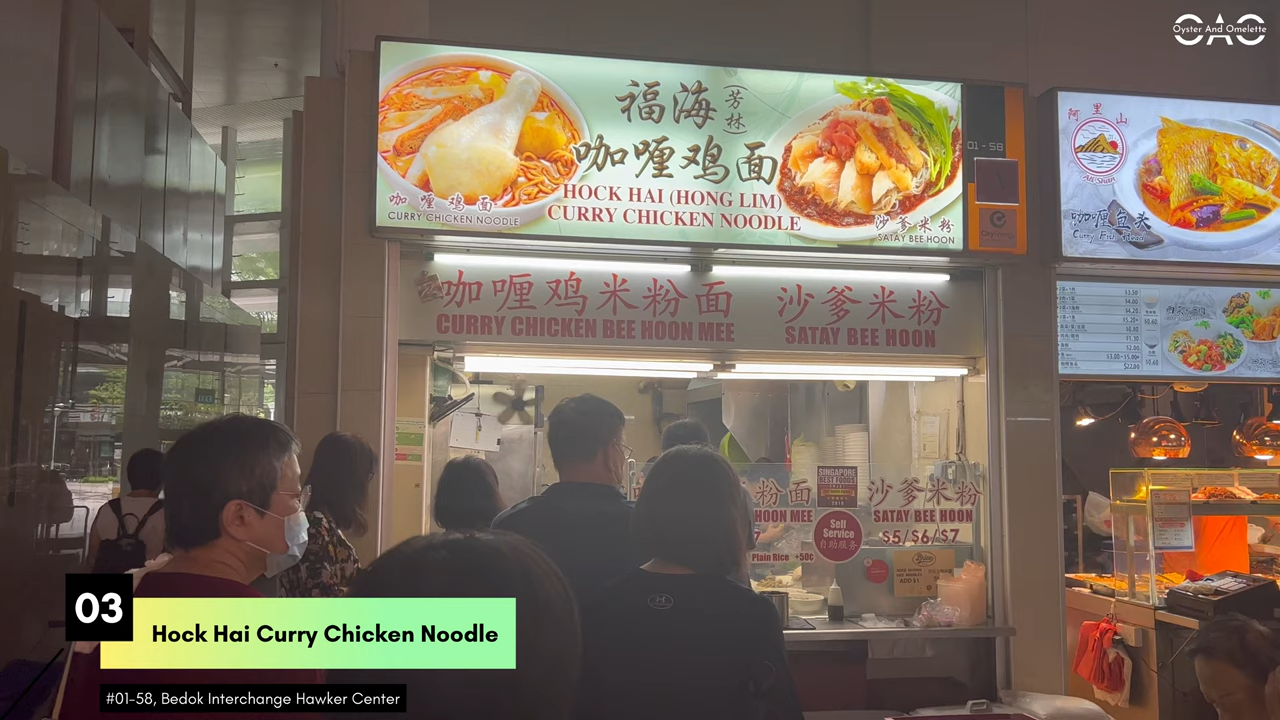 OAO
Oyster And Omelette
福海(芳林)
咖喱鸡面
HOCK HAI (HONG LIM)
CURRY CHICKEN NOODLE
咖喱鸡面
CURRY CHICKEN NOODLE
沙爹米粉
SATAY BEE HOON
01-58
阿里山
Curry Fish Head
咖喱鱼头
咖喱鸡米粉面
CURRY CHICKEN BEE HOON MEE
沙爹米粉
SATAY BEE HOON
粉面
HOON MEE
SINGAPORE
BEST FOODS
沙爹米粉
SATAY BEE HOON
$5/$6/$7
Self
Service
自助服务
Plain Rice +50c
03
Hock Hai Curry Chicken Noodle
#01-58, Bedok Interchange Hawker Center